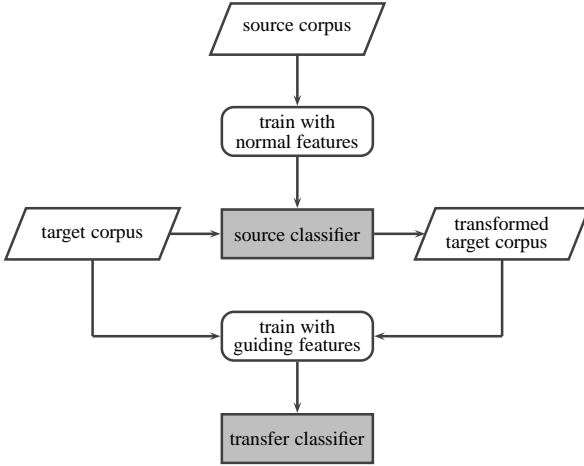 source corpus
train with
normal features
target corpus
source classifier
transformed
target corpus
train with
guiding features
transfer classifier